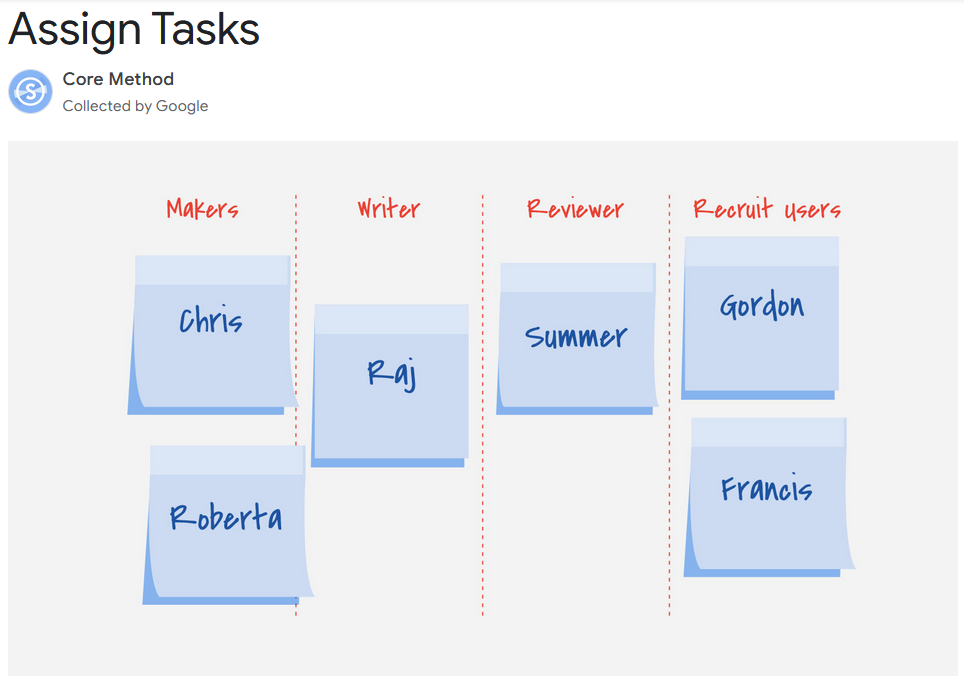 Assign Tasks
Core Method
Collected by Google
Makers
Writer
Reviewer
Recruit users
Chris
Raj
Summer
Gordon
Roberta
Francis